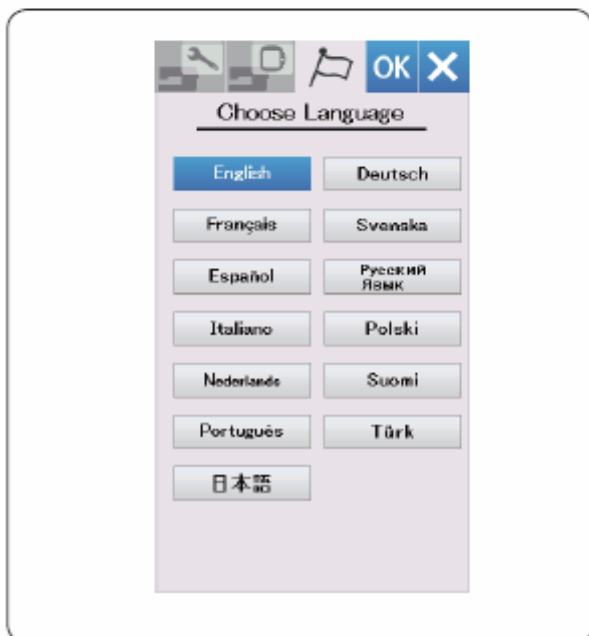 OK X
Choose Language
English
Deutsch
Français
Svenska
Español
Русский
Язык
Italiano
Polski
Nederlands
Suomi
Português
Türk
日本語